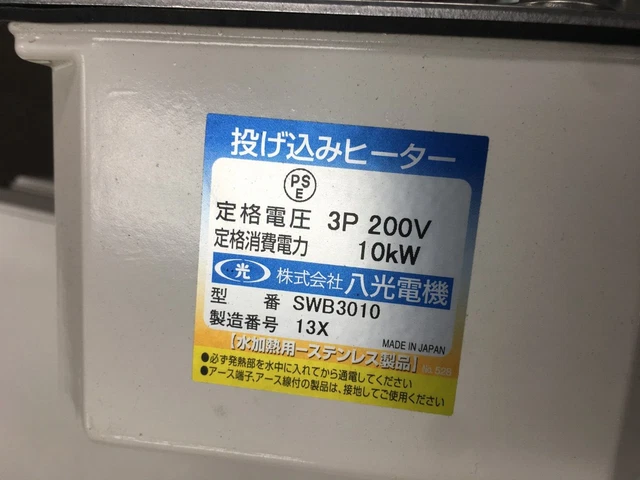 投げ込みヒーター
PS
E
定格電圧 3P 200V
定格消費電力 10kW
光 株式会社 八光電機
型 番 SWB3010
製造番号 13X
MADE IN JAPAN
【水加熱用−ステンレス製品】 No.528
●必ず発熱部を水中に入れてから通電してください
●アース端子,アース線付の製品は、接地してご使用ください